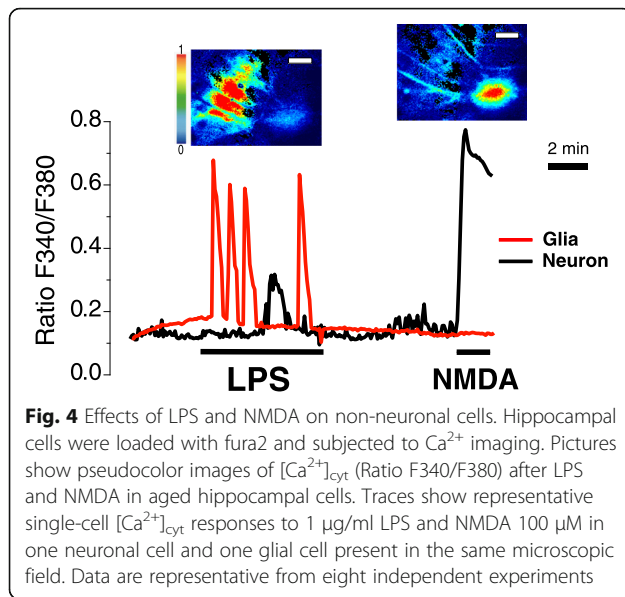 1
0
0.8
0.6
0.4
0.2
0.0
Ratio F340/F380
2 min
Glia
Neuron
LPS
NMDA
Fig. 4 Effects of LPS and NMDA on non-neuronal cells. Hippocampal
cells were loaded with fura2 and subjected to Ca²⁺ imaging. Pictures
show pseudocolor images of [Ca²⁺]cyt (Ratio F340/F380) after LPS
and NMDA in aged hippocampal cells. Traces show representative
single-cell [Ca²⁺]cyt responses to 1 μg/ml LPS and NMDA 100 μM in
one neuronal cell and one glial cell present in the same microscopic
field. Data are representative from eight independent experiments